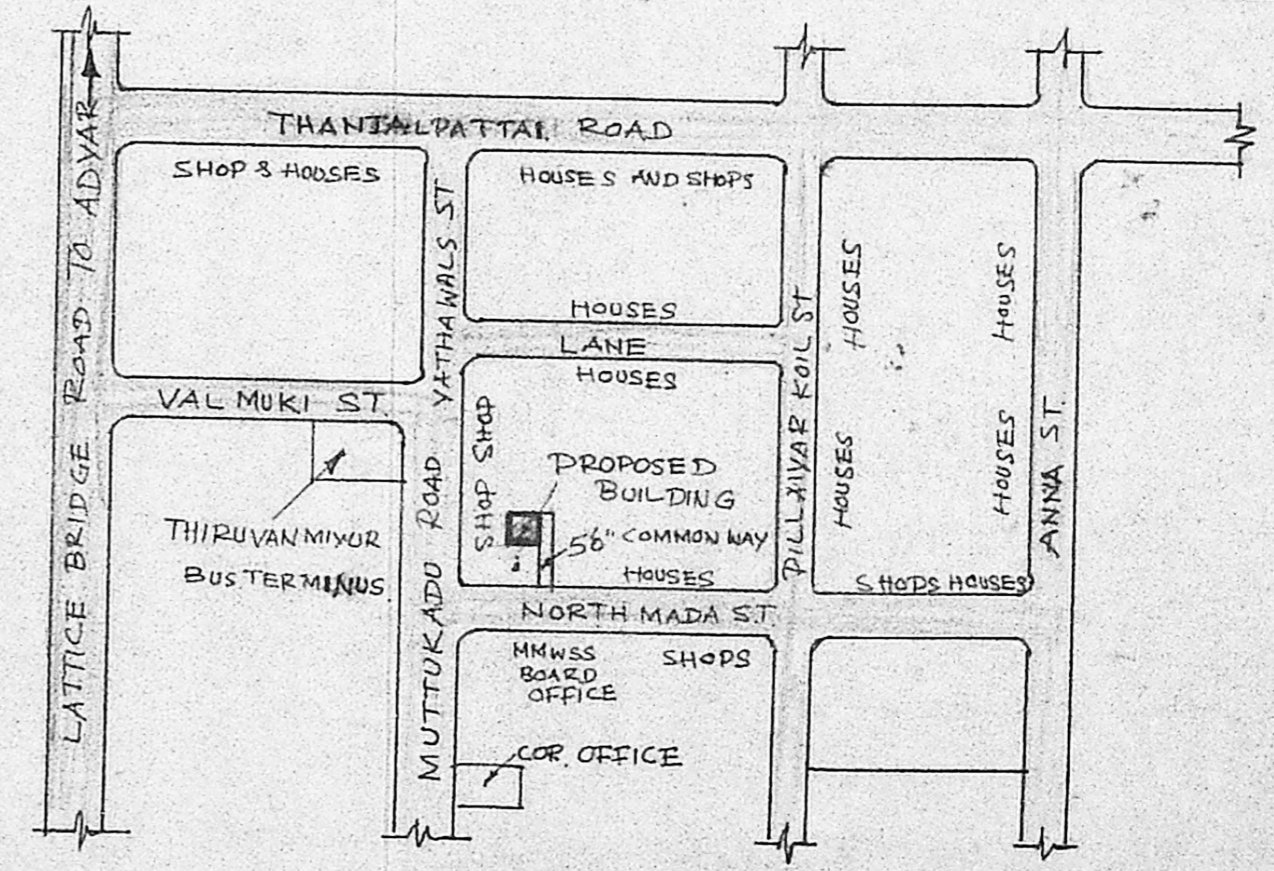 THANJALPATTAI ROAD
SHOP & HOUSES
HOUSES AND SHOPS
LATTICE BRIDGE ROAD TO ADYAR
YATHAWALS ST
HOUSES
LANE
HOUSES
PILLAIYAR KOIL ST
HOUSES
HOUSES
HOUSES
HOUSES
ANNA ST.
VALMUKI ST.
SHOP SHOP
PROPOSED
BUILDING
5'6" COMMON WAY
HOUSES
SHOPS HOUSES
THIRUVANMIYUR
BUS TERMINUS
MUTTUKADU ROAD
NORTH MADA ST.
MMWSS
BOARD
OFFICE
SHOPS
COR. OFFICE